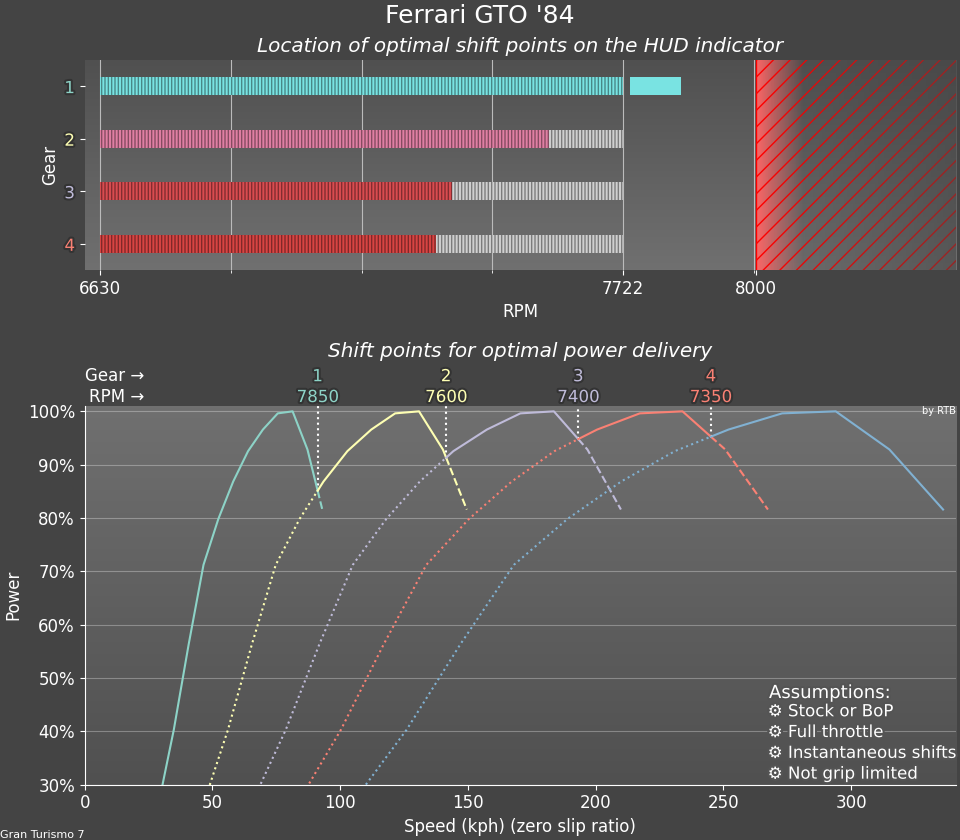 Ferrari GTO '84
Location of optimal shift points on the HUD indicator
Gear
1
2
3
4
6630 7722 8000
RPM
Shift points for optimal power delivery
Gear → 1 2 3 4
RPM → 7850 7600 7400 7350
by RTB
Power
100%
90%
80%
70%
60%
50%
40%
30%
Assumptions:
⚙ Stock or BoP
⚙ Full throttle
⚙ Instantaneous shifts
⚙ Not grip limited
0 50 100 150 200 250 300
Speed (kph) (zero slip ratio)
Gran Turismo 7